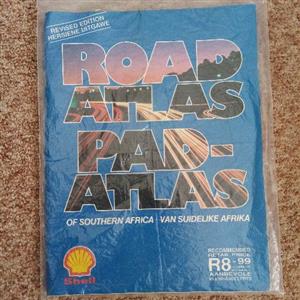 REVISED EDITION
HERSIENE UITGAWE
ROAD
ATLAS
PAD-
ATLAS
OF SOUTHERN AFRICA VAN SUIDELIKE AFRIKA
RECOMMENDED
RETAIL PRICE
R8-99
AANBEVOLE
Shell